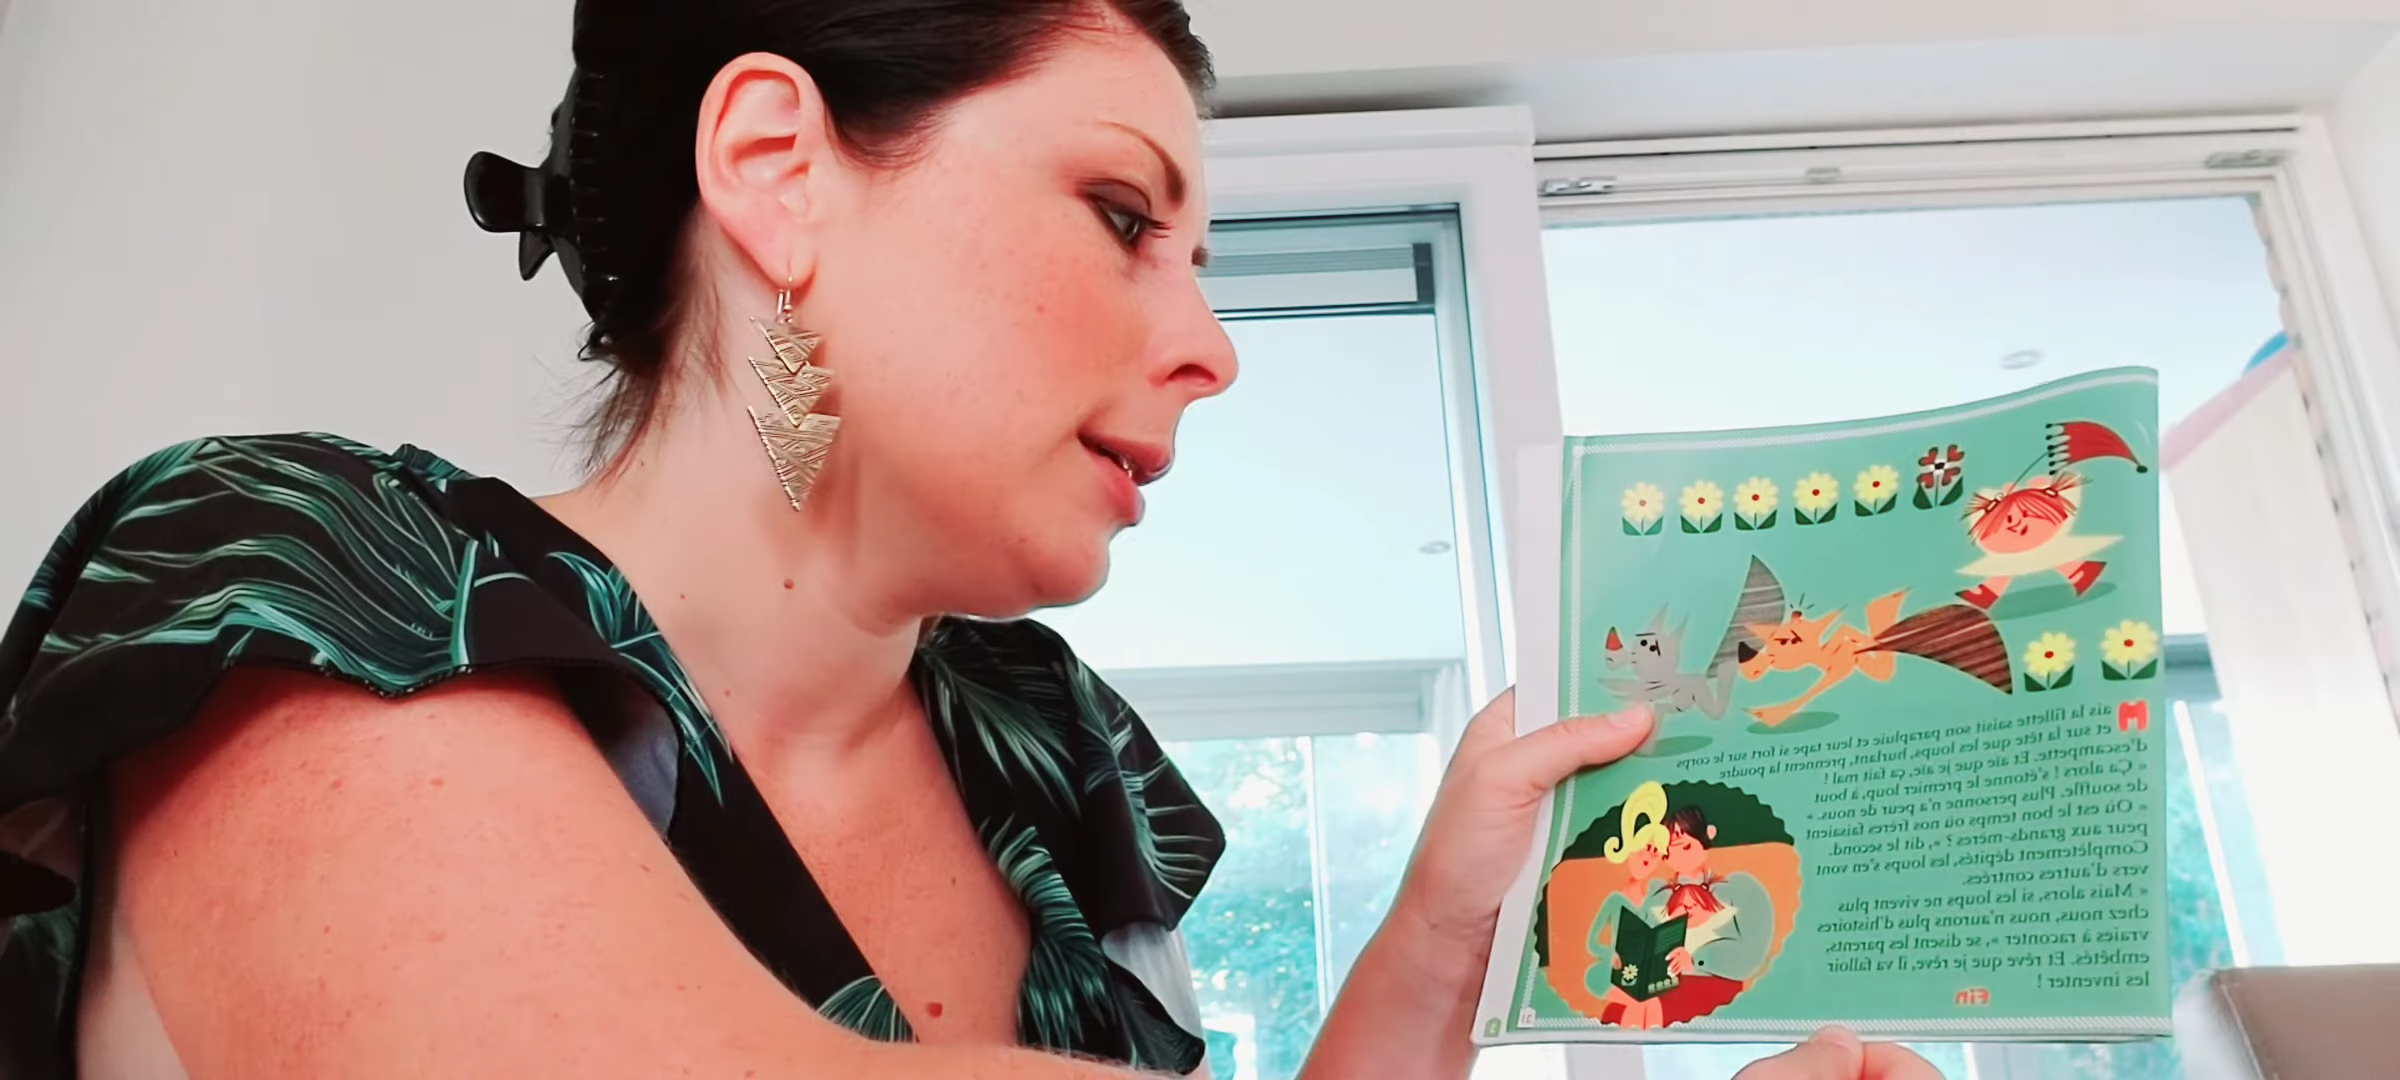 Mais la fillette saisit son parapluie et leur tape si fort sur le corps
et sur la tête que les loups, hurlant, prennent la poudre
d'escampette. Et aïe que je aïe, ça fait mal !
« Ça alors ! s'étonne le premier loup, à bout
de souffle. Plus personne n'a peur de nous. »
« Où est le bon temps où nos frères faisaient
peur aux grands-mères ? », dit le second.
Complètement dépités, les loups s'en vont
vers d'autres contrées.
« Mais alors, si les loups ne vivent plus
chez nous, nous n'aurons plus d'histoires
vraies à raconter », se disent les parents,
embêtés. Et rêve que je rêve, il va falloir
les inventer !
Fin